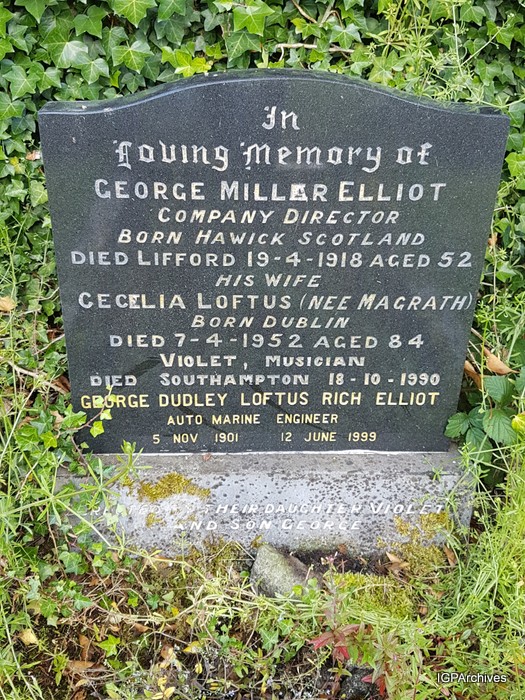 In
Loving Memory of
GEORGE MILLAR ELLIOT
COMPANY DIRECTOR
BORN HAWICK SCOTLAND
DIED LIFFORD 19-4-1918 AGED 52
HIS WIFE
CECELIA LOFTUS (NEE MAGRATH)
BORN DUBLIN
DIED 7-4-1952 AGED 84
VIOLET, MUSICIAN
DIED SOUTHAMPTON 18-10-1990
GEORGE DUDLEY LOFTUS RICH ELLIOT
AUTO MARINE ENGINEER
5 NOV 1901 12 JUNE 1999
THEIR DAUGHTER VIOLET
AND SON GEORGE
IGPArchives